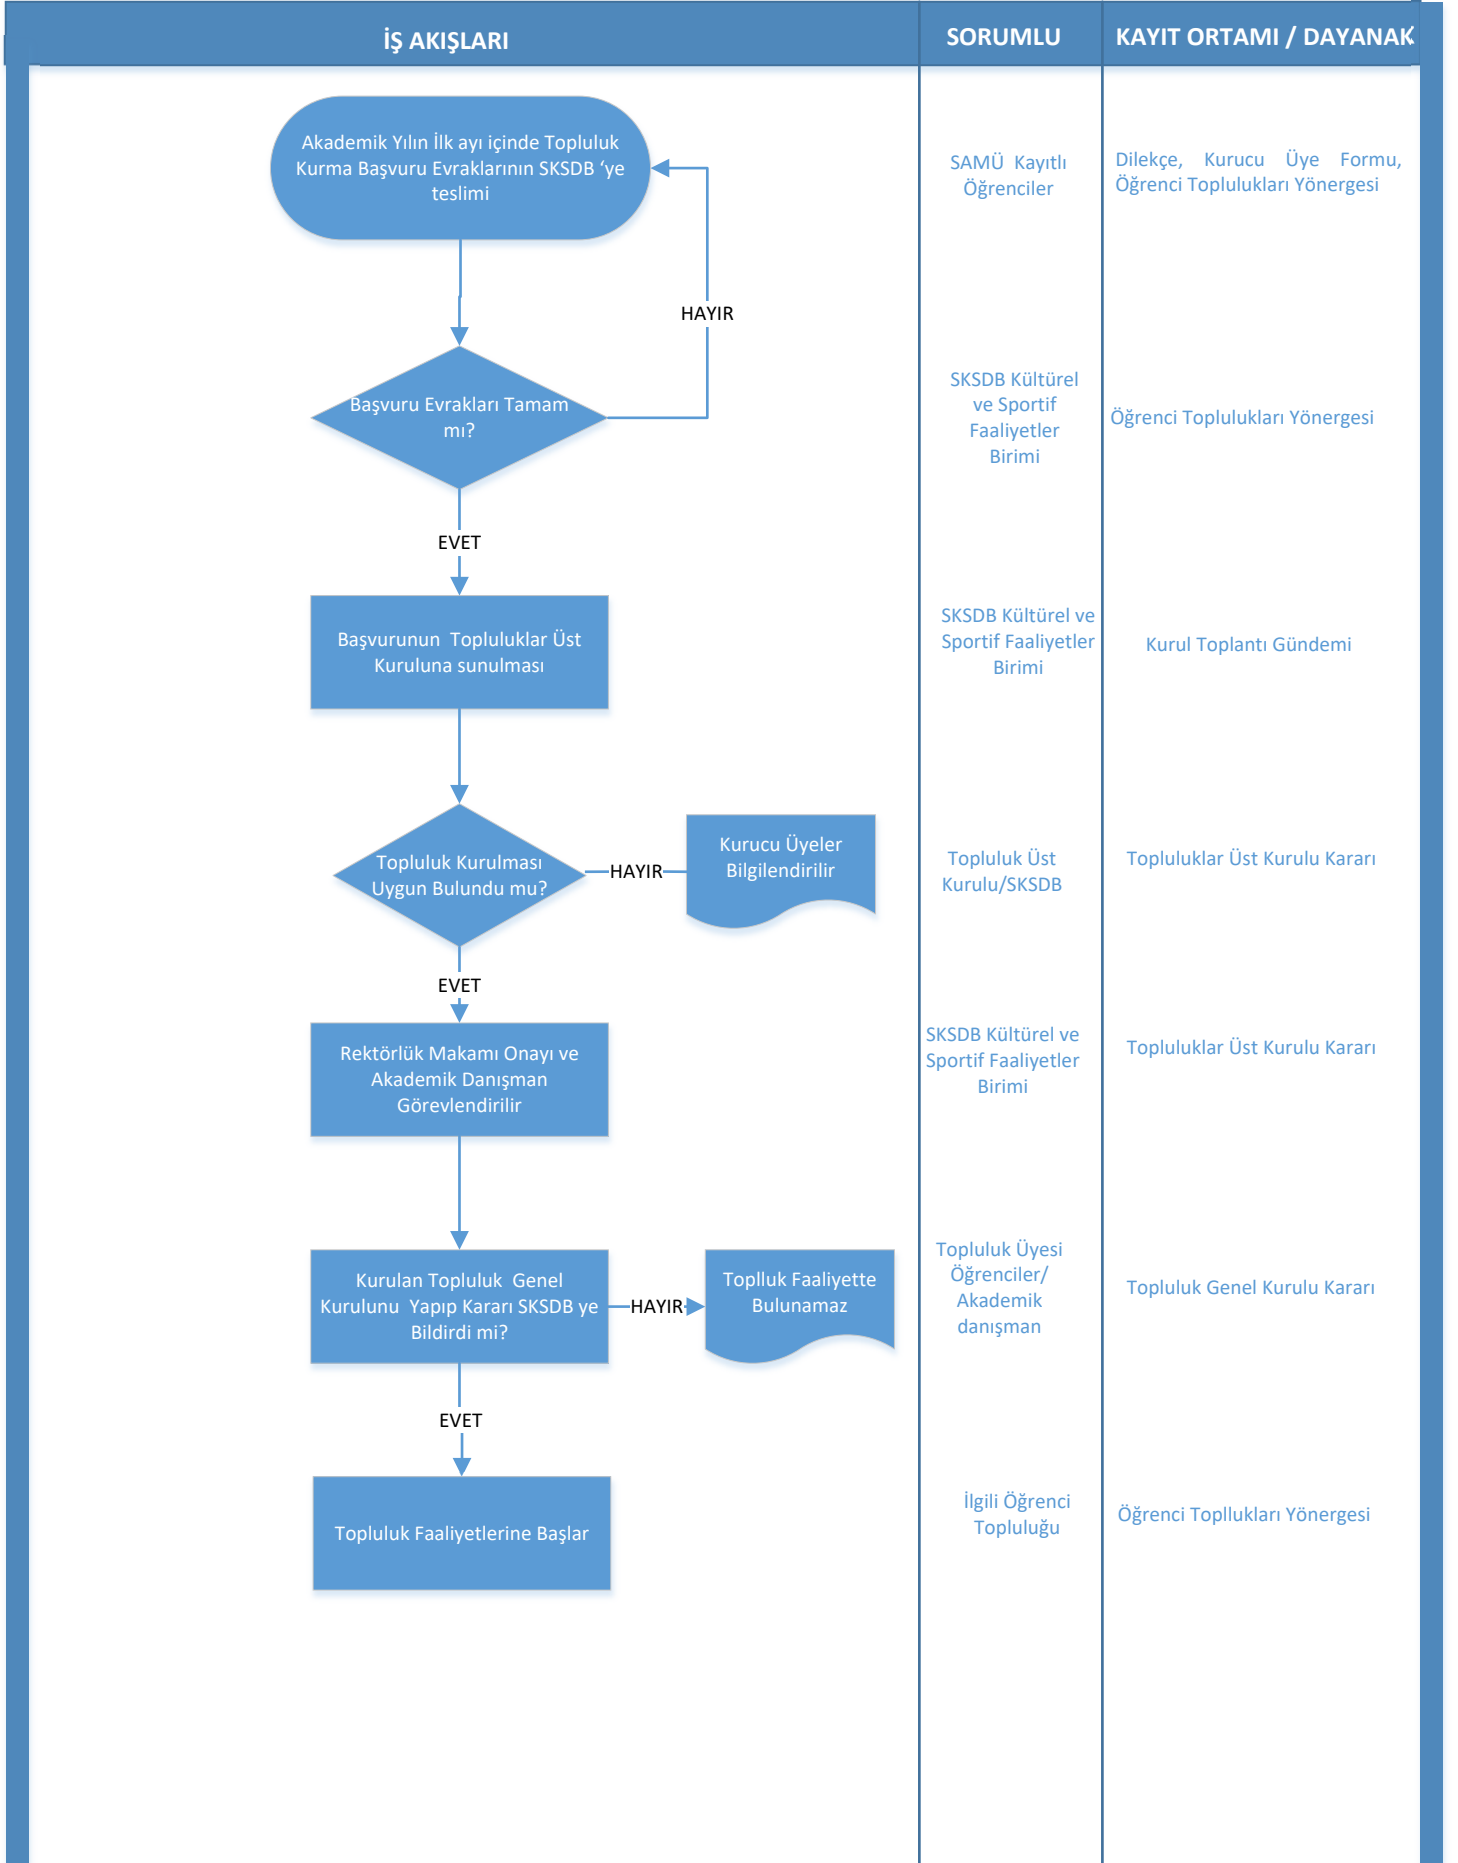 İŞ AKIŞLARI
SORUMLU
KAYIT ORTAMI / DAYANAK
Akademik Yılın İlk ayı içinde Topluluk
Kurma Başvuru Evraklarının SKSDB ‘ye
teslimi
SAMÜ Kayıtlı
Öğrenciler
Dilekçe, Kurucu Üye Formu,
Öğrenci Toplulukları Yönergesi
HAYIR
Başvuru Evrakları Tamam
mı?
SKSDB Kültürel
ve Sportif
Faaliyetler
Birimi
Öğrenci Toplulukları Yönergesi
EVET
Başvurunun Topluluklar Üst
Kuruluna sunulması
SKSDB Kültürel ve
Sportif Faaliyetler
Birimi
Kurul Toplantı Gündemi
Topluluk Kurulması
Uygun Bulundu mu?
HAYIR
Kurucu Üyeler
Bilgilendirilir
Topluluk Üst
Kurulu/SKSDB
Topluluklar Üst Kurulu Kararı
EVET
Rektörlük Makamı Onayı ve
Akademik Danışman
Görevlendirilir
SKSDB Kültürel ve
Sportif Faaliyetler
Birimi
Topluluklar Üst Kurulu Kararı
Kurulan Topluluk Genel
Kurulunu Yapıp Kararı SKSDB ye
Bildirdi mi?
HAYIR
Toplluk Faaliyette
Bulunamaz
Topluluk Üyesi
Öğrenciler/
Akademik
danışman
Topluluk Genel Kurulu Kararı
EVET
Topluluk Faaliyetlerine Başlar
İlgili Öğrenci
Topluluğu
Öğrenci Topllukları Yönergesi